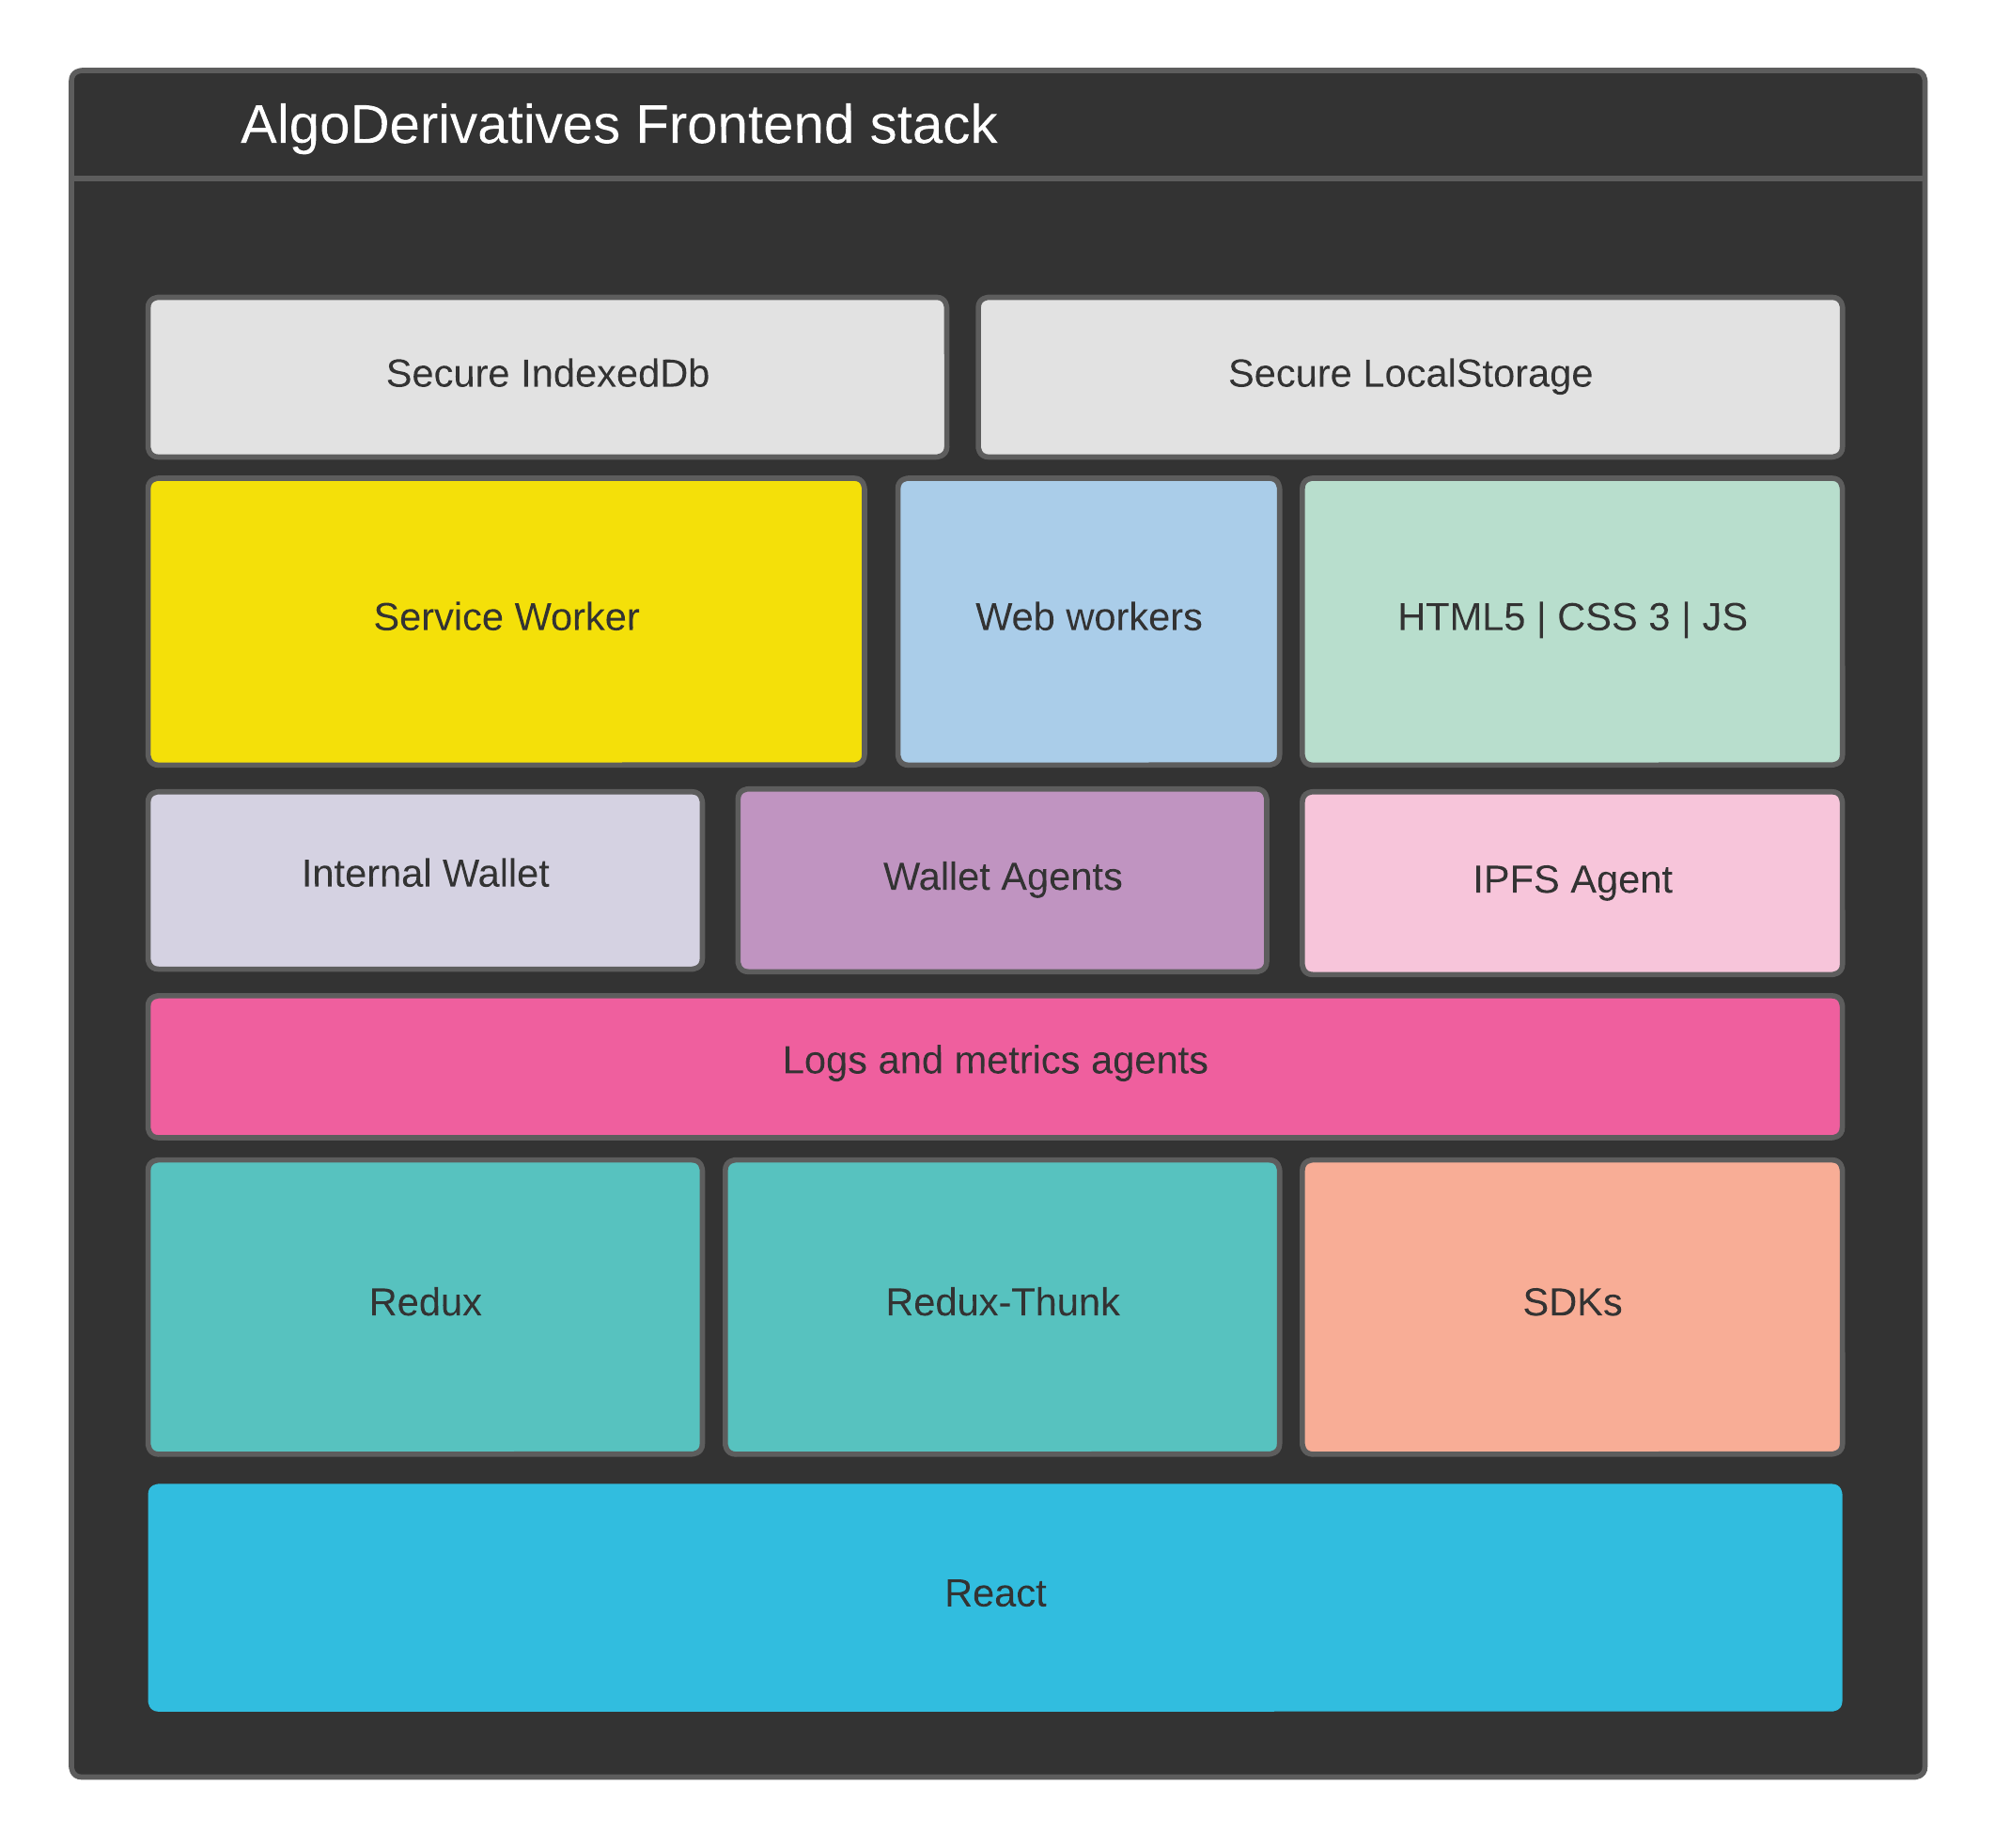 AlgoDerivatives Frontend stack
Secure IndexedDb
Secure LocalStorage
Service Worker
Web workers
HTML5 | CSS 3 | JS
Internal Wallet
Wallet Agents
IPFS Agent
Logs and metrics agents
Redux
Redux-Thunk
SDKs
React